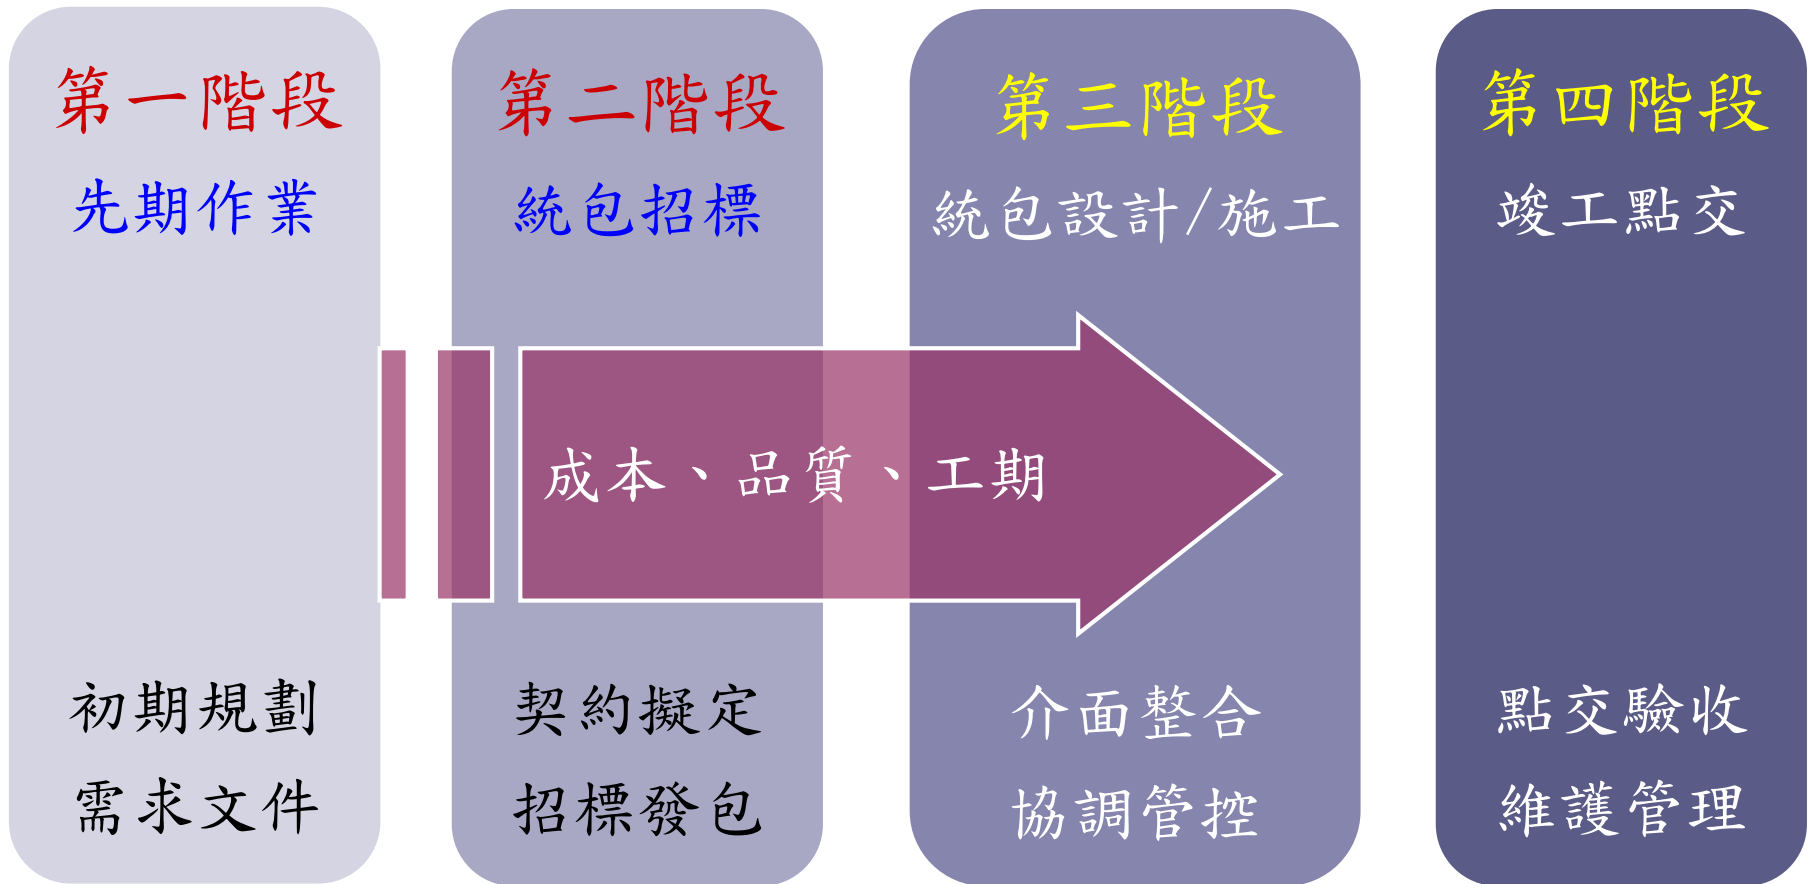 第一階段
先期作業
初期規劃
需求文件
第二階段
統包招標
契約擬定
招標發包
第三階段
統包設計/施工
介面整合
協調管控
第四階段
竣工點交
點交驗收
維護管理
成本、品質、工期